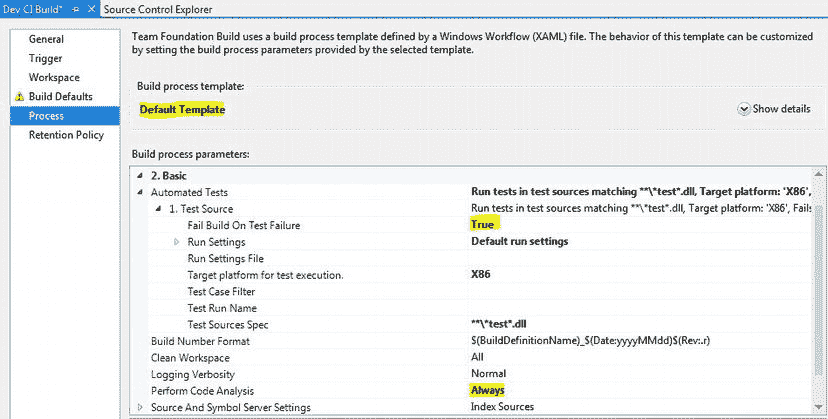 Dev CI Build*
Source Control Explorer
General
Trigger
Workspace
Build Defaults
Process
Retention Policy
Team Foundation Build uses a build process template defined by a Windows Workflow (XAML) file. The behavior of this template can be customized
by setting the build process parameters provided by the selected template.
Build process template:
Default Template
Show details
Build process parameters:
2. Basic
Automated Tests Run tests in test sources matching **\*test*.dll, Target platform: 'X86',
1. Test Source Run tests in test sources matching **\*test*.dll, Target platform: 'X86', Fails
Fail Build On Test Failure True
Run Settings Default run settings
Run Settings File
Target platform for test execution. X86
Test Case Filter
Test Run Name
Test Sources Spec **\*test*.dll
Build Number Format $(BuildDefinitionName)_$(Date:yyyyMMdd)$(Rev:.r)
Clean Workspace All
Logging Verbosity Normal
Perform Code Analysis Always
Source And Symbol Server Settings Index Sources